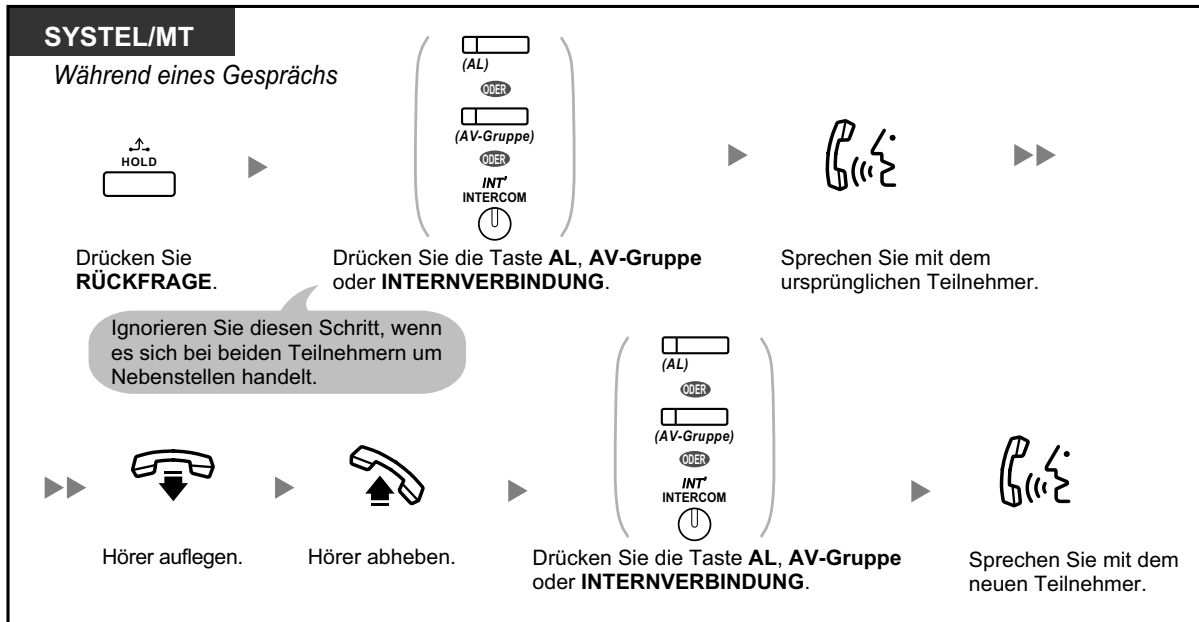 SYSTEL/MT
Während eines Gesprächs
HOLD
(AL)
ODER
(AV-Gruppe)
ODER
INT'
INTERCOM
Drücken Sie
RÜCKFRAGE.
Drücken Sie die Taste AL, AV-Gruppe
oder INTERNVERBINDUNG.
Sprechen Sie mit dem
ursprünglichen Teilnehmer.
Ignorieren Sie diesen Schritt, wenn
es sich bei beiden Teilnehmern um
Nebenstellen handelt.
(AL)
ODER
(AV-Gruppe)
ODER
INT'
INTERCOM
Hörer auflegen.
Hörer abheben.
Drücken Sie die Taste AL, AV-Gruppe
oder INTERNVERBINDUNG.
Sprechen Sie mit dem
neuen Teilnehmer.